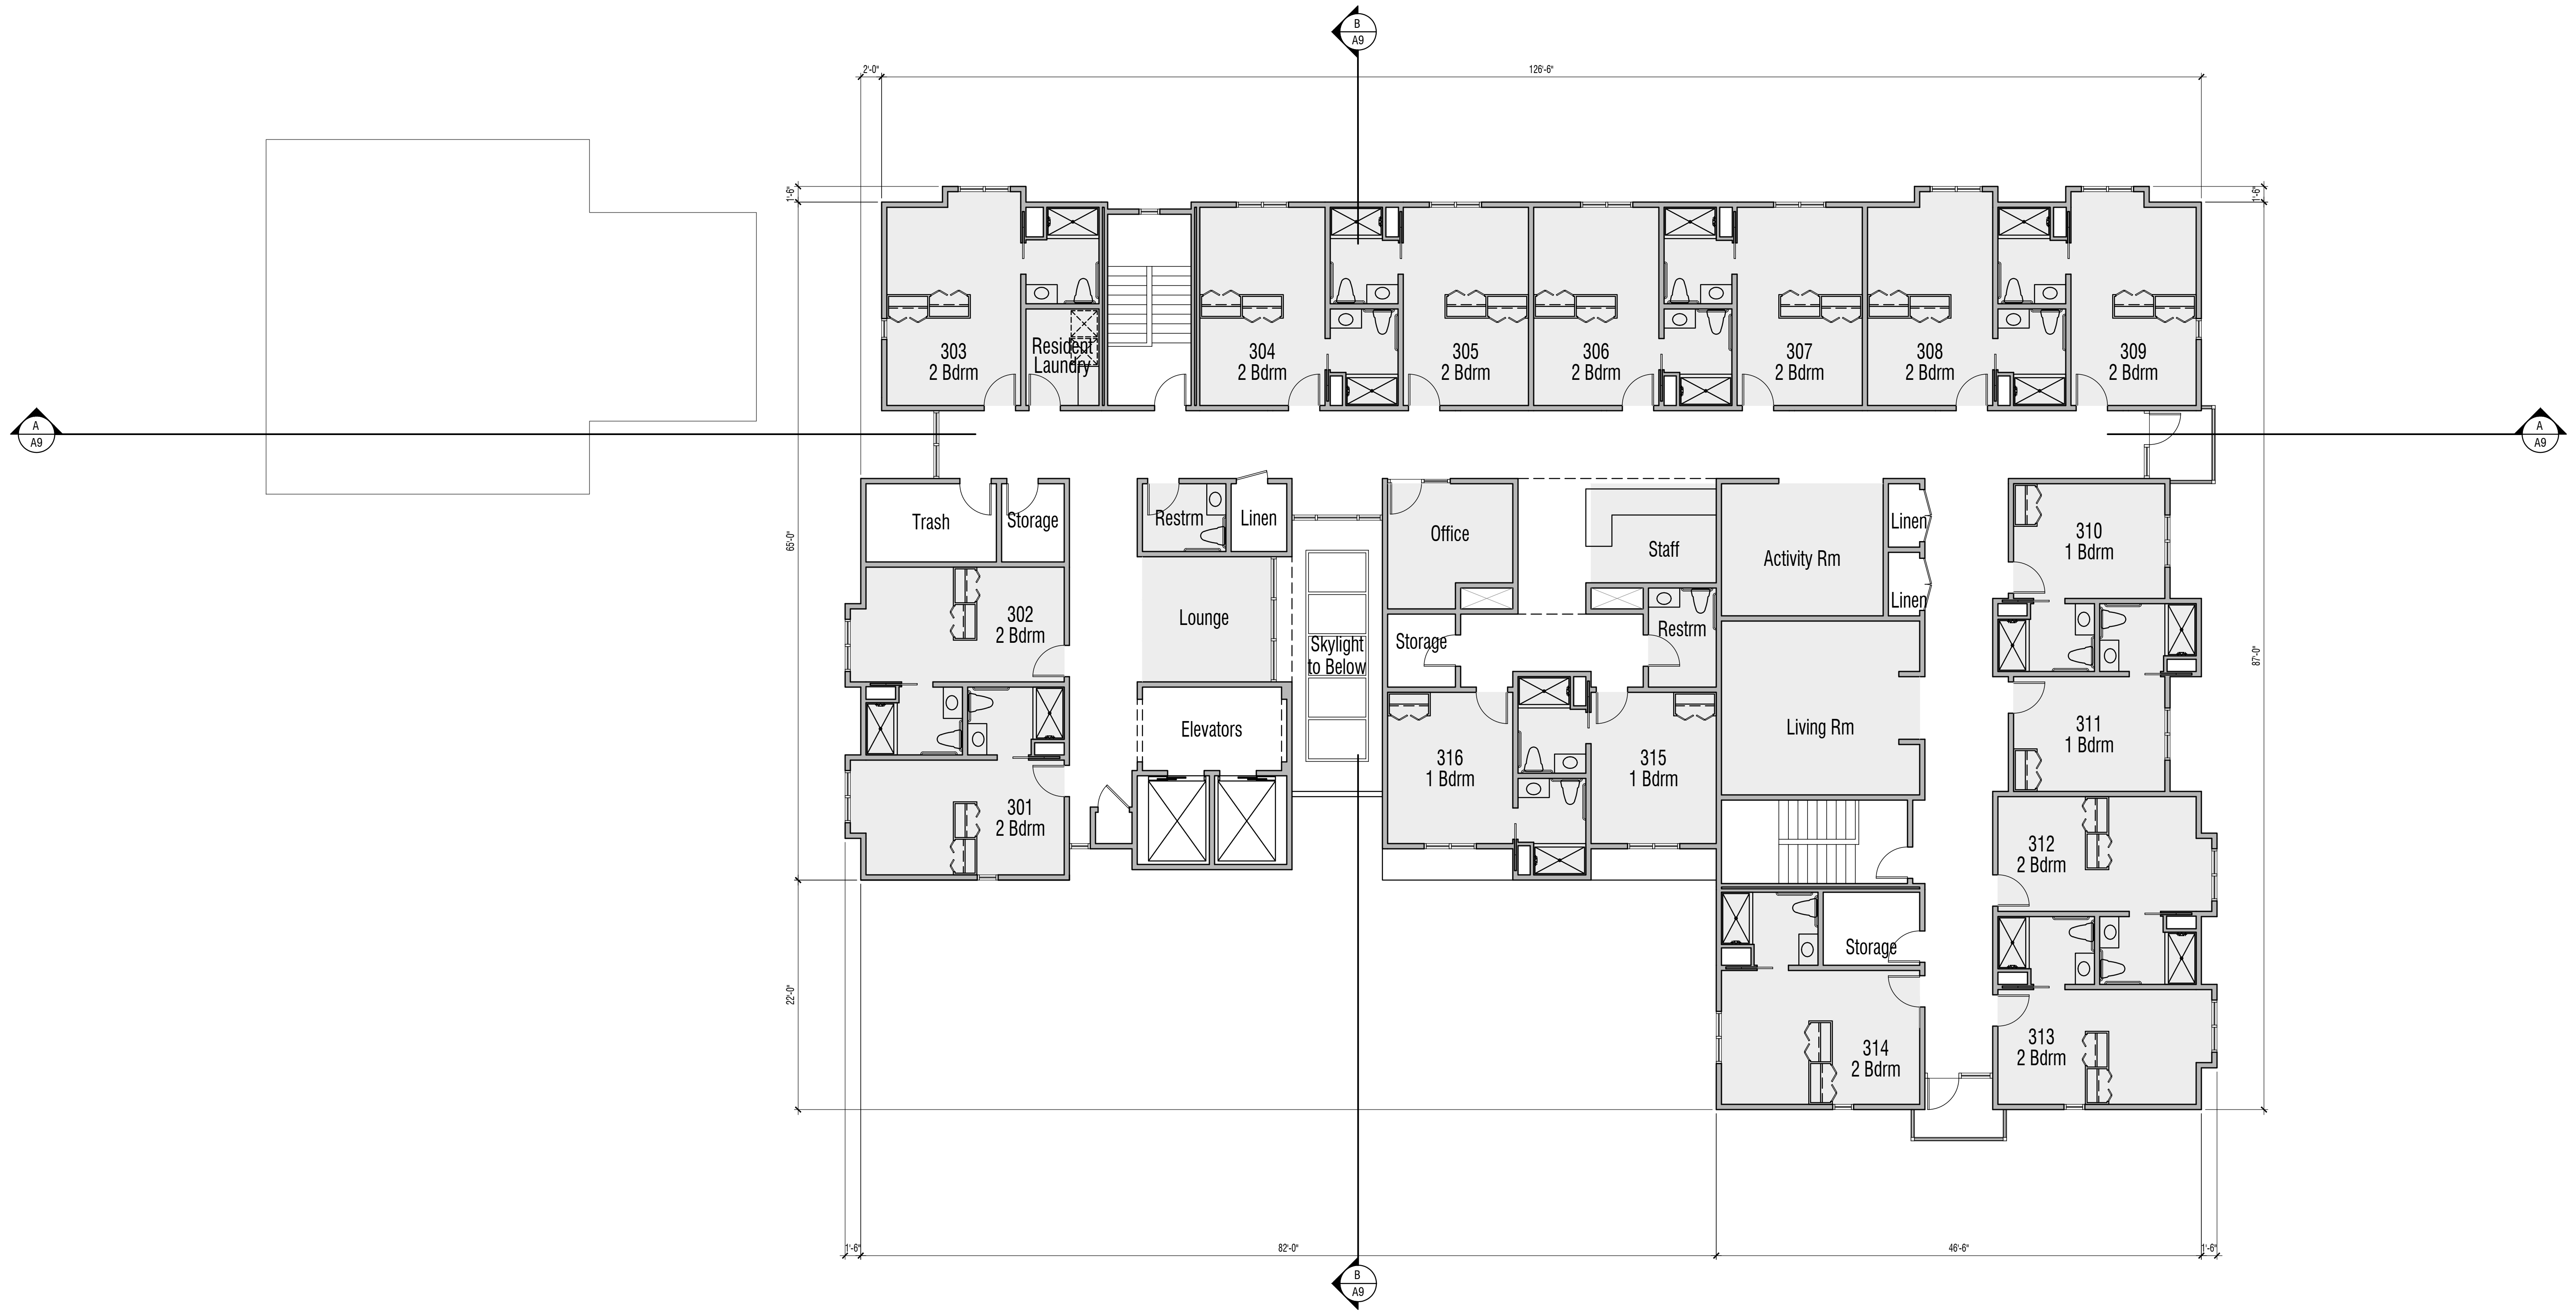 B
A9
2'-0"
126'-6"
1'-6"
1'-6"
303
2 Bdrm
Resident
Laundry
304
2 Bdrm
305
2 Bdrm
306
2 Bdrm
307
2 Bdrm
308
2 Bdrm
309
2 Bdrm
A
A9
A
A9
Trash
Storage
Restrm
Linen
Office
Staff
Activity Rm
Linen
Linen
310
1 Bdrm
65'-0"
87'-0"
302
2 Bdrm
Lounge
Skylight
to Below
Storage
Restrm
Elevators
Living Rm
311
1 Bdrm
316
1 Bdrm
315
1 Bdrm
301
2 Bdrm
312
2 Bdrm
Storage
22'-0"
314
2 Bdrm
313
2 Bdrm
1'-6"
82'-0"
46'-6"
1'-6"
B
A9